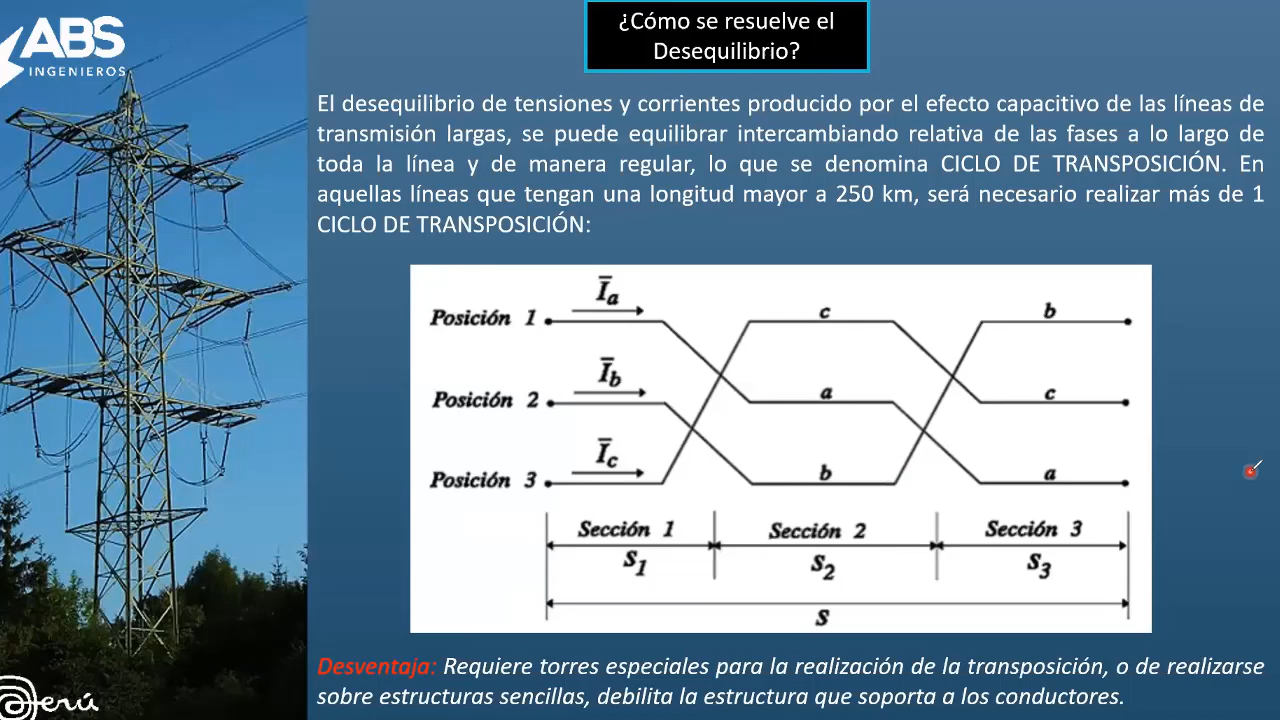 ABS
INGENIEROS
¿Cómo se resuelve el
Desequilibrio?
El desequilibrio de tensiones y corrientes producido por el efecto capacitivo de las líneas de
transmisión largas, se puede equilibrar intercambiando relativa de las fases a lo largo de
toda la línea y de manera regular, lo que se denomina CICLO DE TRANSPOSICIÓN. En
aquellas líneas que tengan una longitud mayor a 250 km, será necesario realizar más de 1
CICLO DE TRANSPOSICIÓN:
Posición 1 I̅a c b
Posición 2 I̅b a c
Posición 3 I̅c b a
Sección 1 Sección 2 Sección 3
S1 S2 S3
S
Desventaja: Requiere torres especiales para la realización de la transposición, o de realizarse
sobre estructuras sencillas, debilita la estructura que soporta a los conductores.
Perú